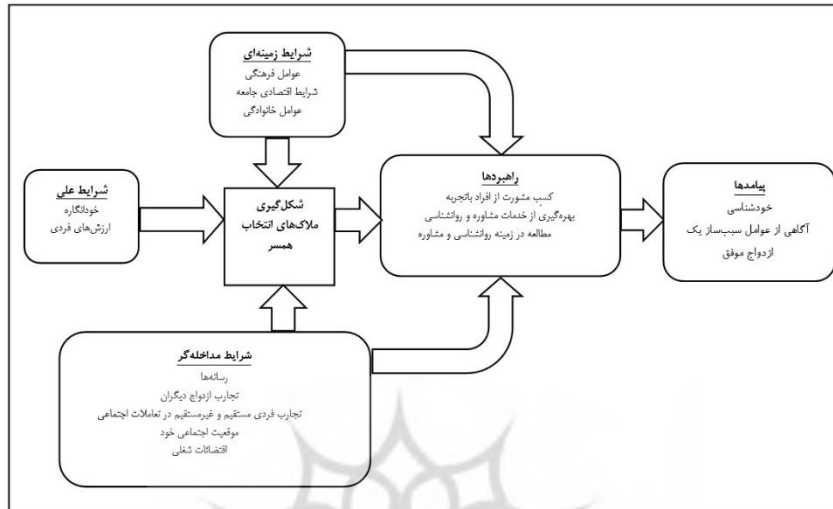 شرایط زمینه‌ای
عوامل فرهنگی
شرایط اقتصادی جامعه
عوامل خانوادگی
شرایط علی
خودانگاره
ارزش‌های فردی
شکل‌گیری
ملاک‌های انتخاب
همسر
راهبردها
کسب مشورت از افراد باتجربه
بهره‌گیری از خدمات مشاوره و روانشناسی
مطالعه در زمینه روانشناسی و مشاوره
پیامدها
خودشناسی
آگاهی از عوامل سبب‌ساز یک
ازدواج موفق
شرایط مداخله‌گر
رسانه‌ها
تجارب ازدواج دیگران
تجارب فردی مستقیم و غیرمستقیم در تعاملات اجتماعی
موقعیت اجتماعی خود
اقتضائات شغلی